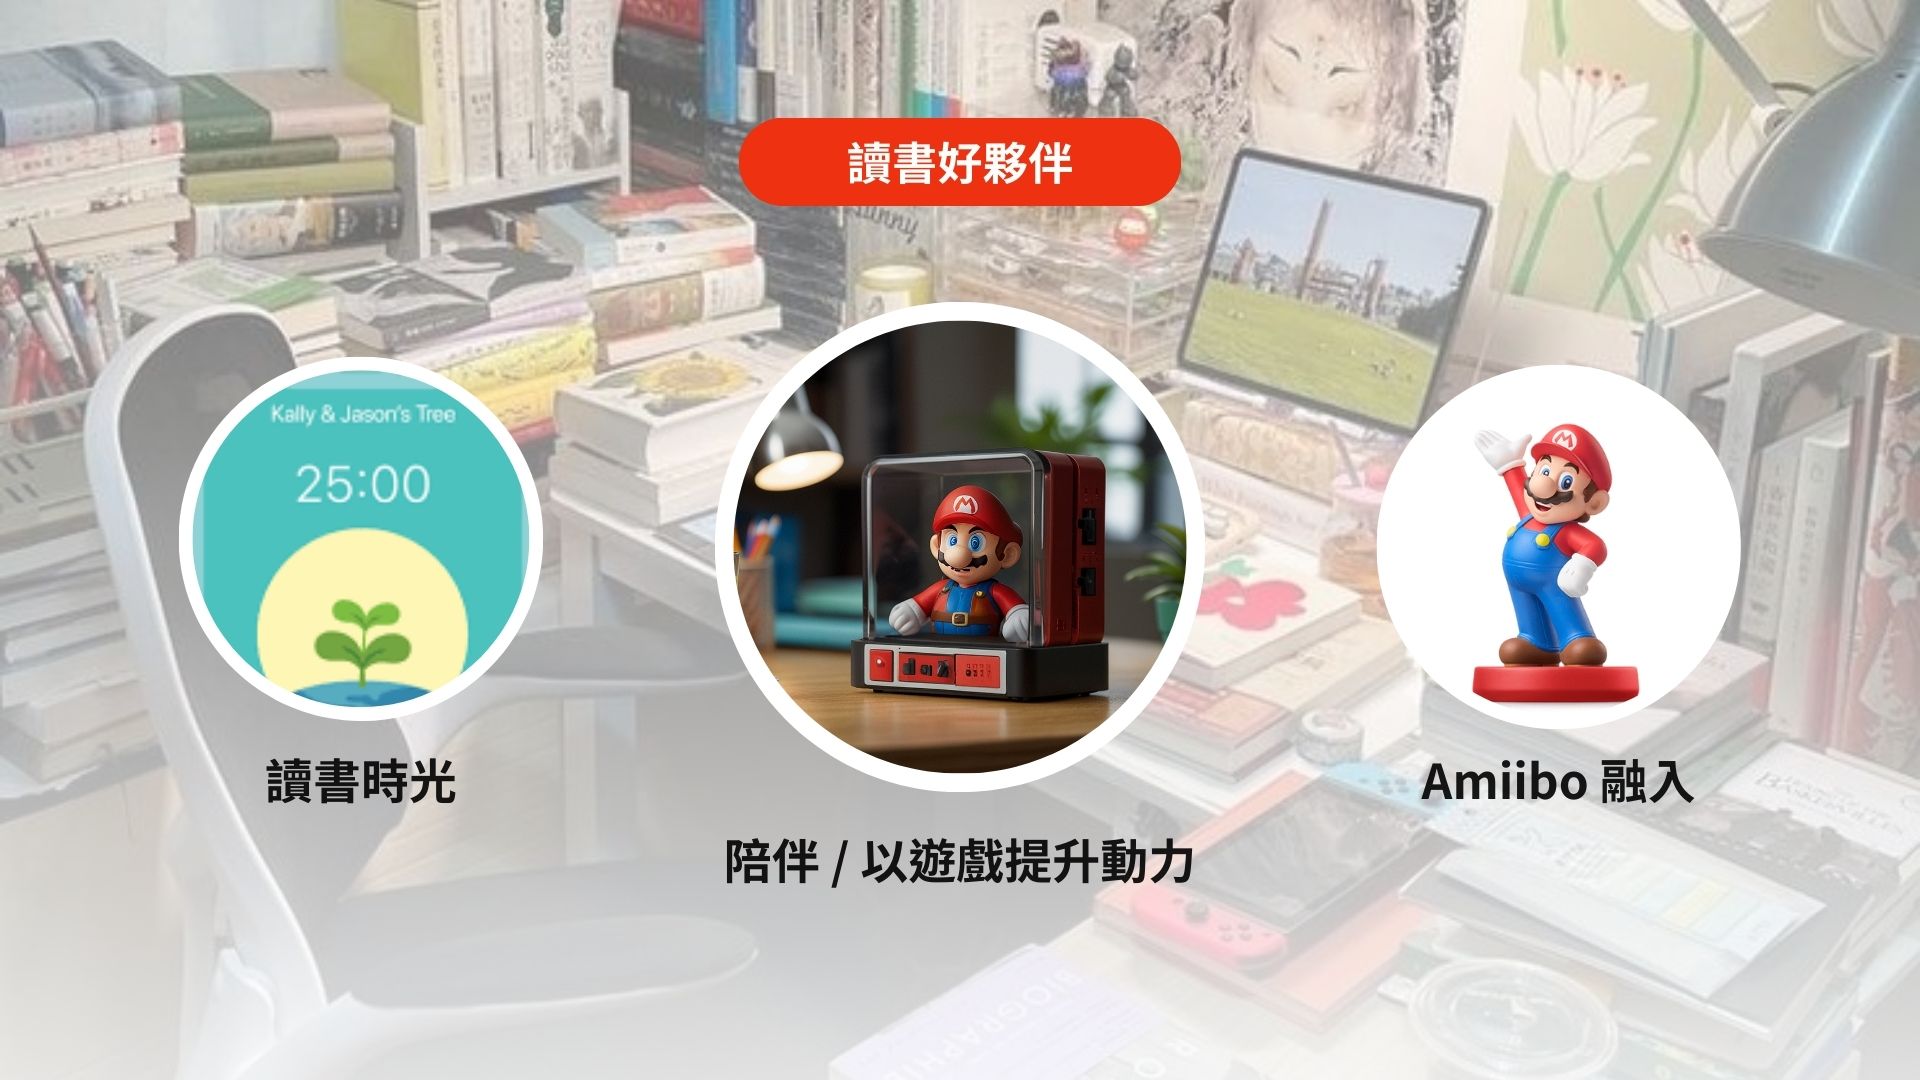 讀書好夥伴
Kally & Jason's Tree
25:00
讀書時光
陪伴 / 以遊戲提升動力
Amiibo 融入